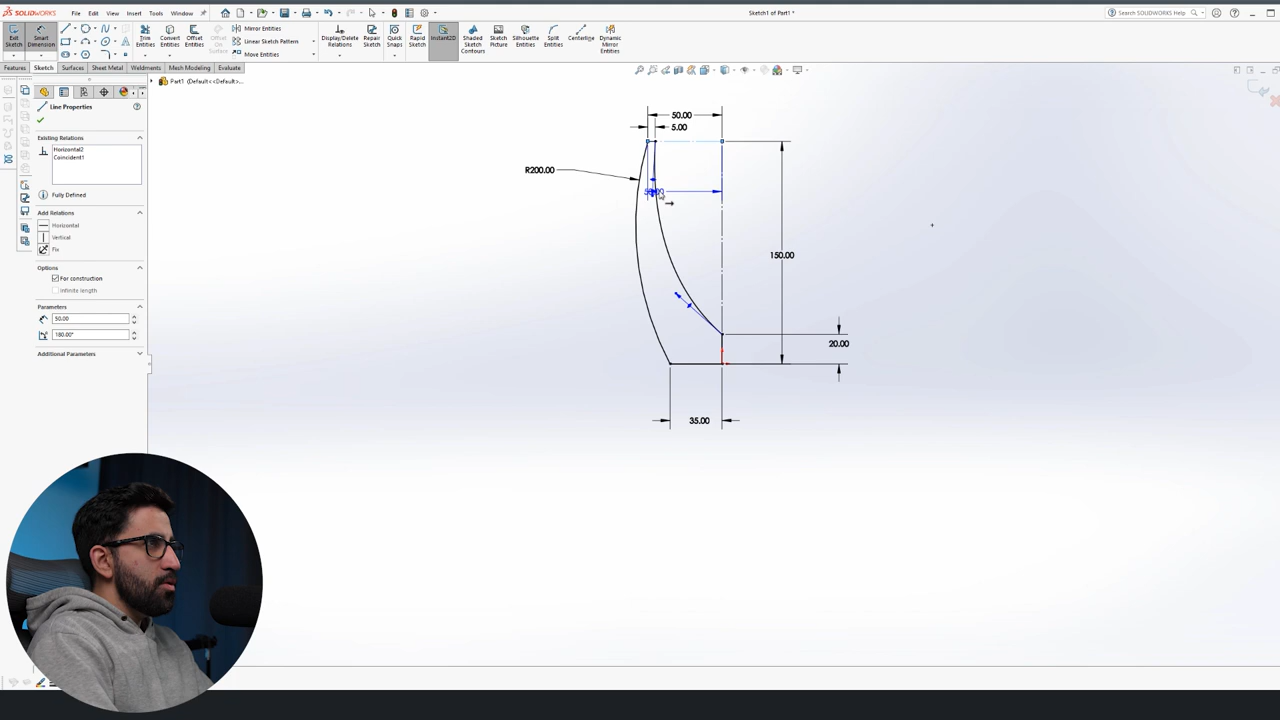 SOLIDWORKS
File Edit View Insert Tools Window
Sketch1 of Part1 *
Search SOLIDWORKS Help
Exit Sketch
Smart Dimension
Trim Entities
Convert Entities
Offset Entities
Offset On Surface
Mirror Entities
Linear Sketch Pattern
Move Entities
Display/Delete Relations
Repair Sketch
Quick Snaps
Rapid Sketch
Instant2D
Shaded Sketch Contours
Sketch Picture
Silhouette Entities
Split Entities
Centerline
Dynamic Mirror Entities
Features Sketch Surfaces Sheet Metal Weldments Mesh Modeling Evaluate
Part1 (Default<<Default>...
Line Properties
Existing Relations
Horizontal2
Coincident1
Fully Defined
Add Relations
Horizontal
Vertical
Fix
Options
For construction
Infinite length
Parameters
50.00
180.00°
Additional Parameters
50.00
5.00
R200.00
150.00
20.00
35.00